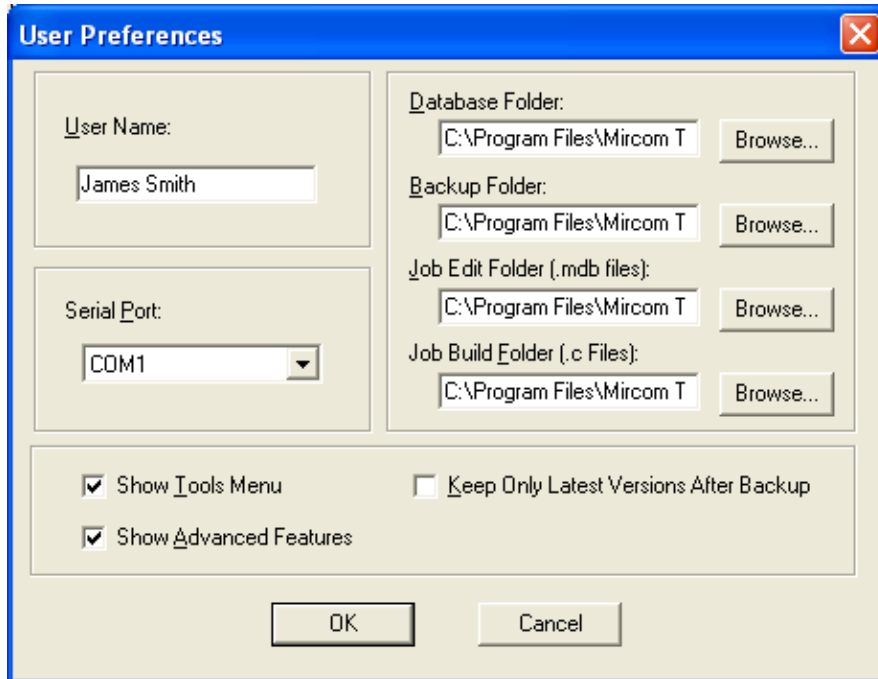 User Preferences
User Name:
James Smith
Serial Port:
COM1
Database Folder:
C:\Program Files\Mircom T
Browse...
Backup Folder:
C:\Program Files\Mircom T
Browse...
Job Edit Folder (.mdb files):
C:\Program Files\Mircom T
Browse...
Job Build Folder (.c Files):
C:\Program Files\Mircom T
Browse...
Show Tools Menu
Keep Only Latest Versions After Backup
Show Advanced Features
OK
Cancel